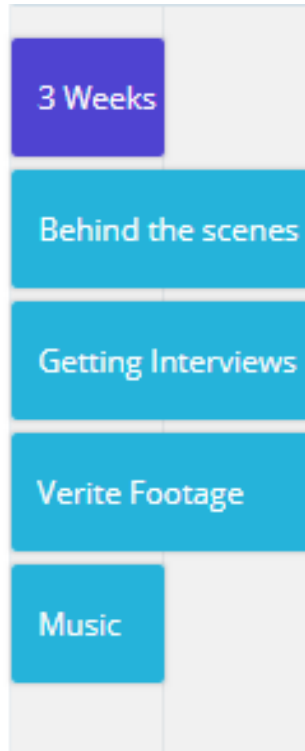 3 Weeks
Behind the scenes
Getting Interviews
Verite Footage
Music